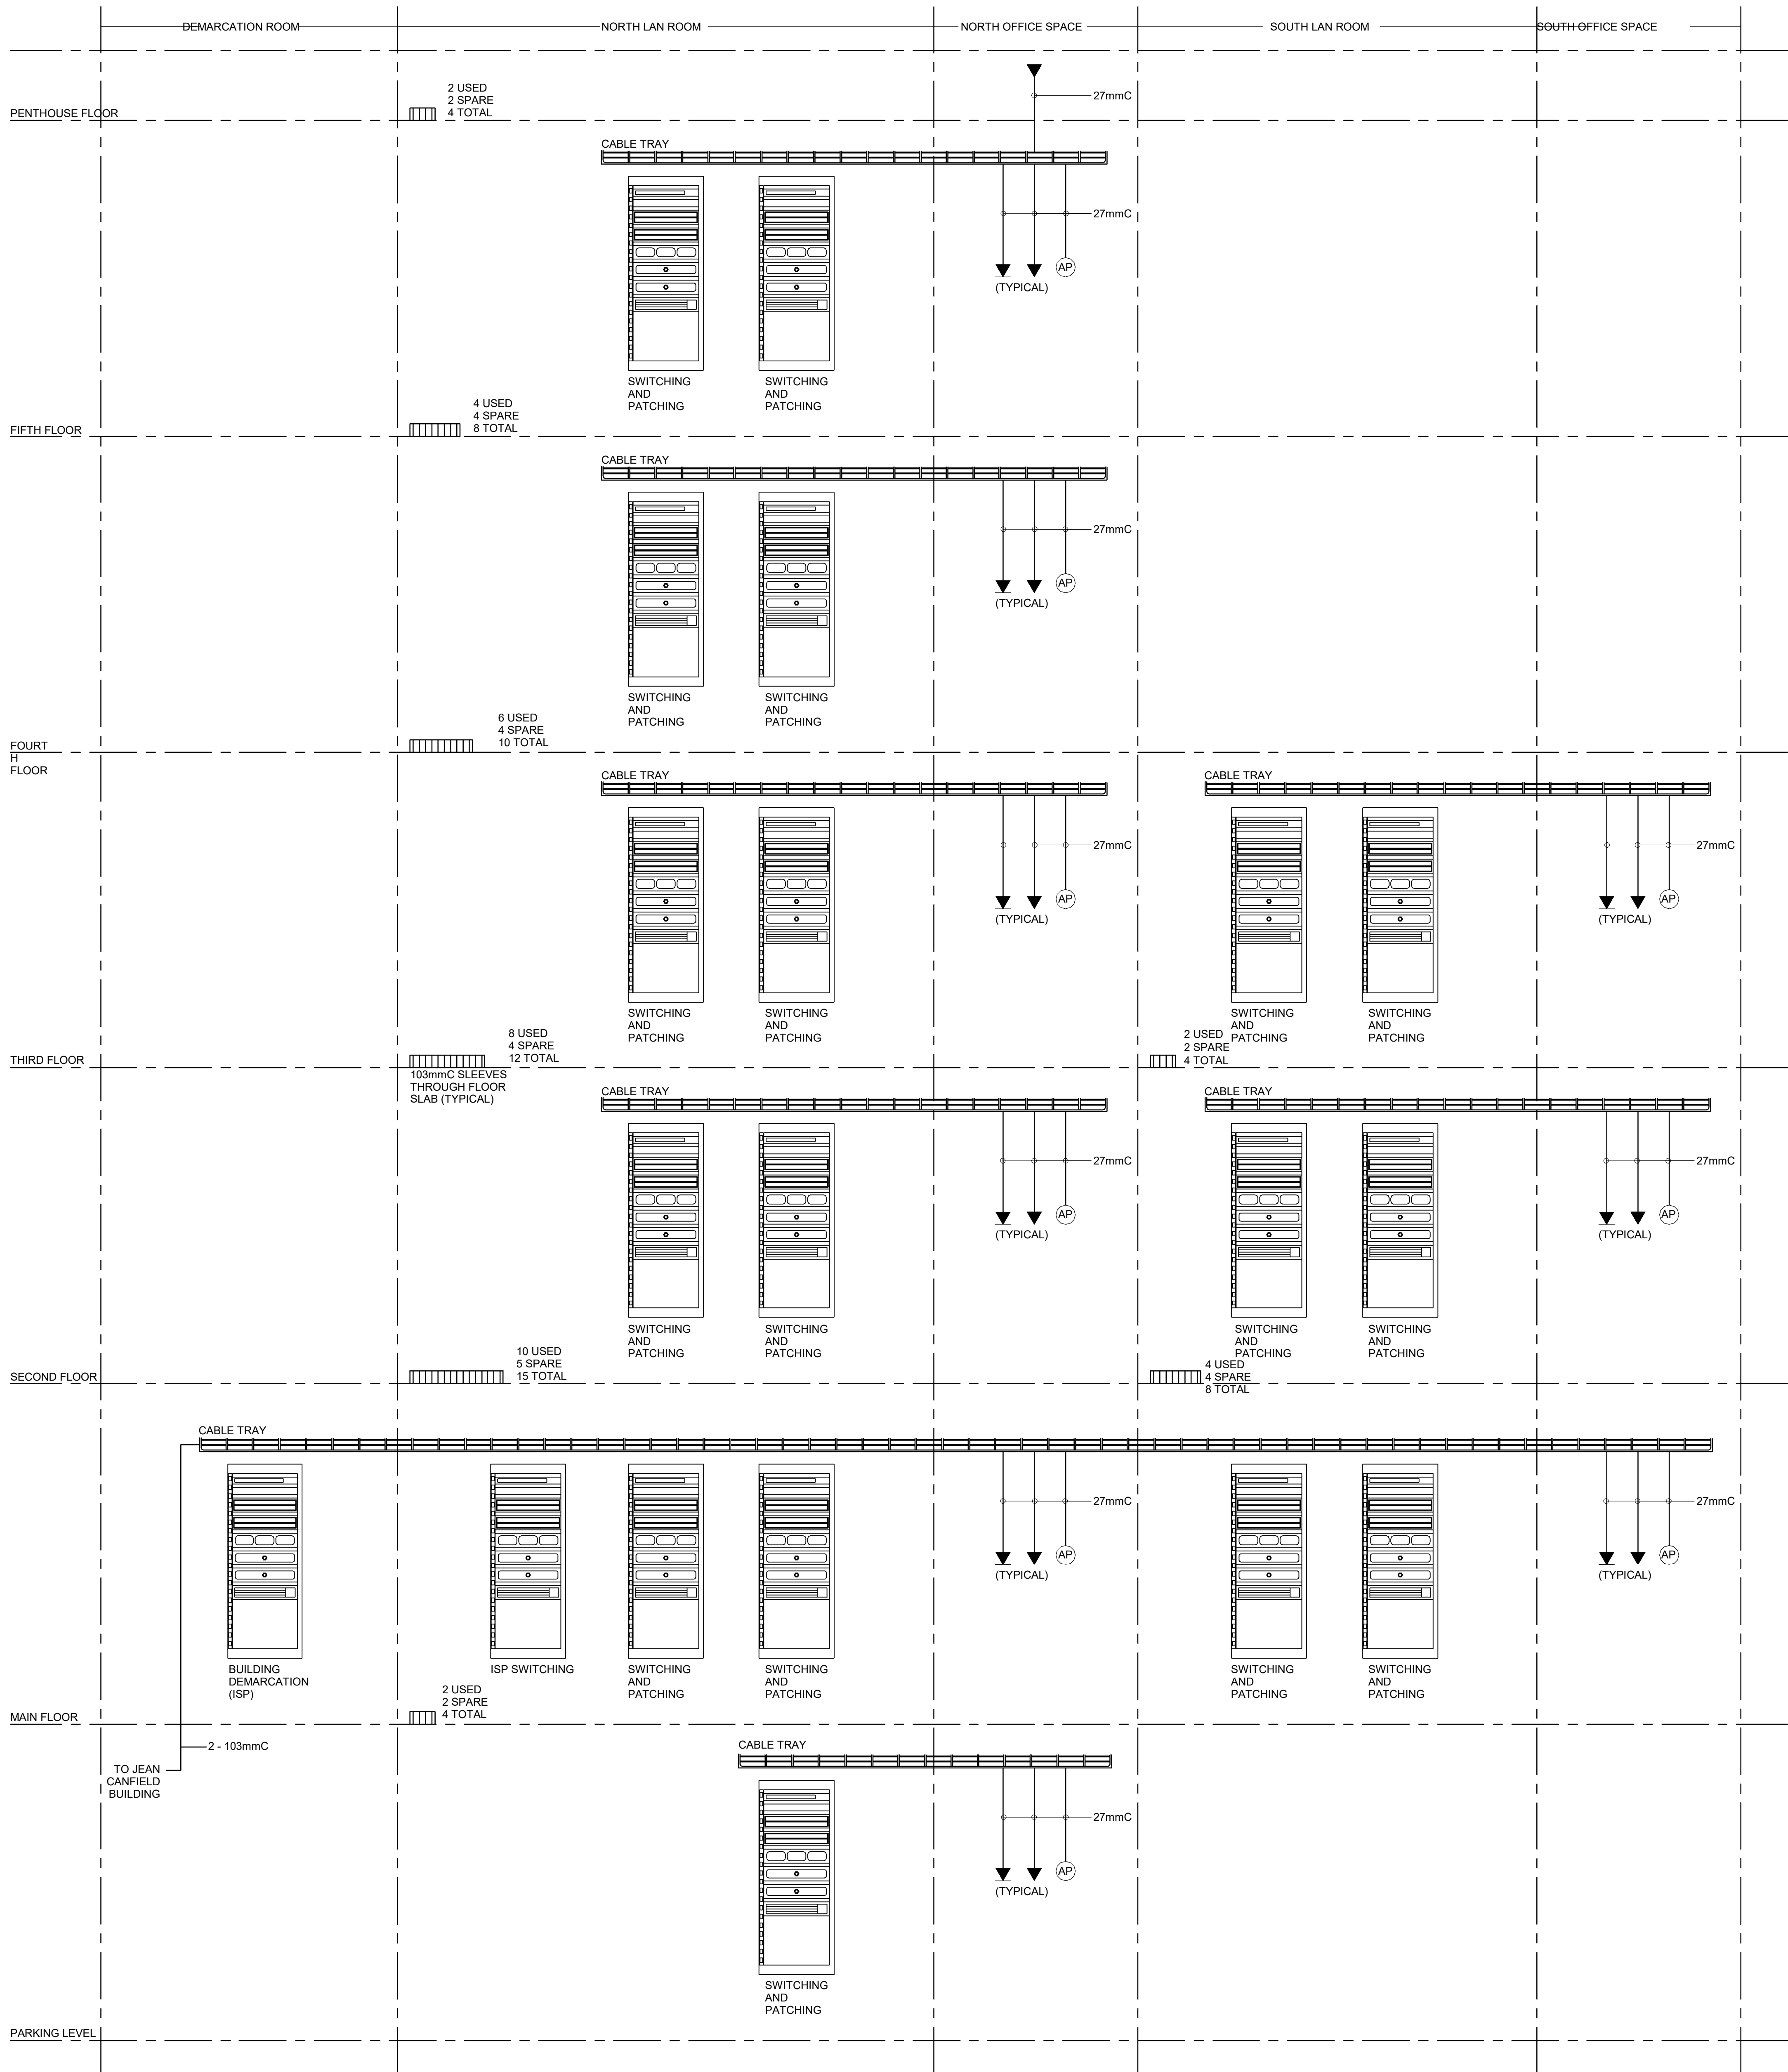 DEMARCATION ROOM
NORTH LAN ROOM
NORTH OFFICE SPACE
SOUTH LAN ROOM
SOUTH OFFICE SPACE
2 USED
2 SPARE
4 TOTAL
27mmC
PENTHOUSE FLOOR
CABLE TRAY
27mmC
AP
(TYPICAL)
SWITCHING
AND
PATCHING
SWITCHING
AND
PATCHING
4 USED
4 SPARE
8 TOTAL
FIFTH FLOOR
CABLE TRAY
27mmC
AP
(TYPICAL)
SWITCHING
AND
PATCHING
SWITCHING
AND
PATCHING
6 USED
4 SPARE
10 TOTAL
FOURT
H
FLOOR
CABLE TRAY
CABLE TRAY
27mmC
27mmC
AP
AP
(TYPICAL)
(TYPICAL)
SWITCHING
AND
PATCHING
SWITCHING
AND
PATCHING
SWITCHING
AND
PATCHING
SWITCHING
AND
PATCHING
8 USED
4 SPARE
12 TOTAL
2 USED
2 SPARE
4 TOTAL
THIRD FLOOR
103mmC SLEEVES
THROUGH FLOOR
SLAB (TYPICAL)
CABLE TRAY
CABLE TRAY
27mmC
27mmC
AP
AP
(TYPICAL)
(TYPICAL)
SWITCHING
AND
PATCHING
SWITCHING
AND
PATCHING
SWITCHING
AND
PATCHING
SWITCHING
AND
PATCHING
10 USED
5 SPARE
15 TOTAL
4 USED
4 SPARE
8 TOTAL
SECOND FLOOR
CABLE TRAY
27mmC
27mmC
AP
AP
(TYPICAL)
(TYPICAL)
BUILDING
DEMARCATION
(ISP)
ISP SWITCHING
SWITCHING
AND
PATCHING
SWITCHING
AND
PATCHING
SWITCHING
AND
PATCHING
SWITCHING
AND
PATCHING
2 USED
2 SPARE
4 TOTAL
MAIN FLOOR
2 - 103mmC
TO JEAN
CANFIELD
BUILDING
CABLE TRAY
27mmC
AP
(TYPICAL)
SWITCHING
AND
PATCHING
PARKING LEVEL